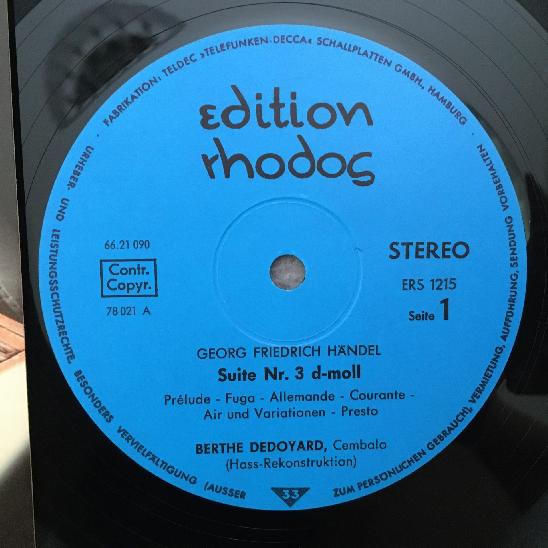 · FABRIKATION: TELDEC »TELEFUNKEN-DECCA« SCHALLPLATTEN GMBH, HAMBURG ·
URHEBER- UND LEISTUNGSSCHUTZRECHTE, BESONDERS VERVIELFÄLTIGUNG (AUSSER ZUM PERSÖNLICHEN GEBRAUCH), VERMIETUNG, AUFFÜHRUNG, SENDUNG VORBEHALTEN ·
edition
rhodos
66.21 090
Contr.
Copyr.
78 021 A
STEREO
ERS 1215
Seite 1
GEORG FRIEDRICH HÄNDEL
Suite Nr. 3 d-moll
Prélude - Fuga - Allemande - Courante -
Air und Variationen - Presto
BERTHE DEDOYARD, Cembalo
(Hass-Rekonstruktion)
33